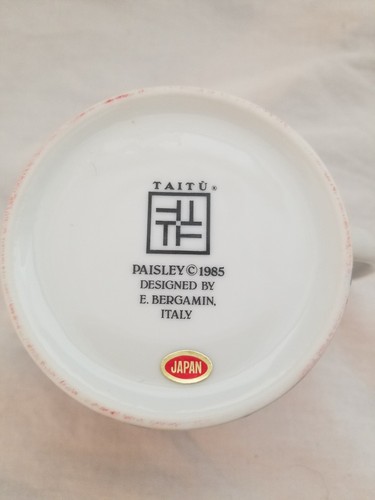 TAITÙ®
PAISLEY©1985
DESIGNED BY
E. BERGAMIN,
ITALY
JAPAN